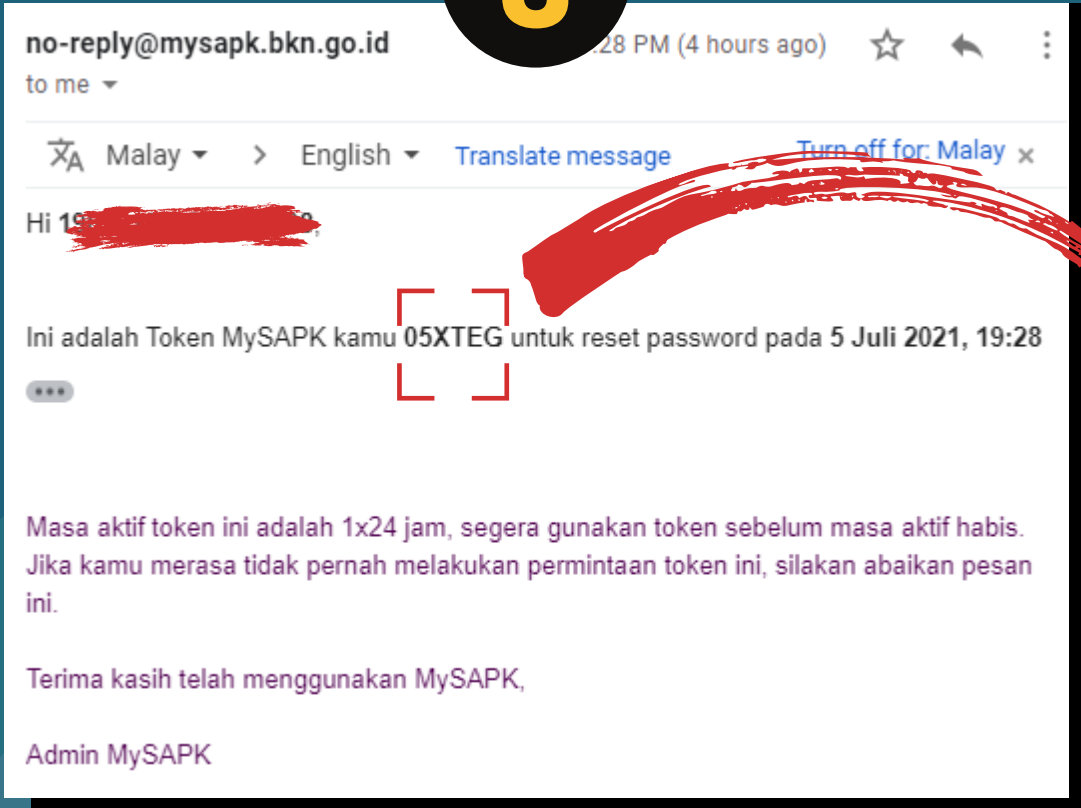 no-reply@mysapk.bkn.go.id
:28 PM (4 hours ago)
to me
Malay > English Translate message Turn off for: Malay ×
Hi
Ini adalah Token MySAPK kamu 05XTEG untuk reset password pada 5 Juli 2021, 19:28
Masa aktif token ini adalah 1x24 jam, segera gunakan token sebelum masa aktif habis.
Jika kamu merasa tidak pernah melakukan permintaan token ini, silakan abaikan pesan
ini.
Terima kasih telah menggunakan MySAPK,
Admin MySAPK